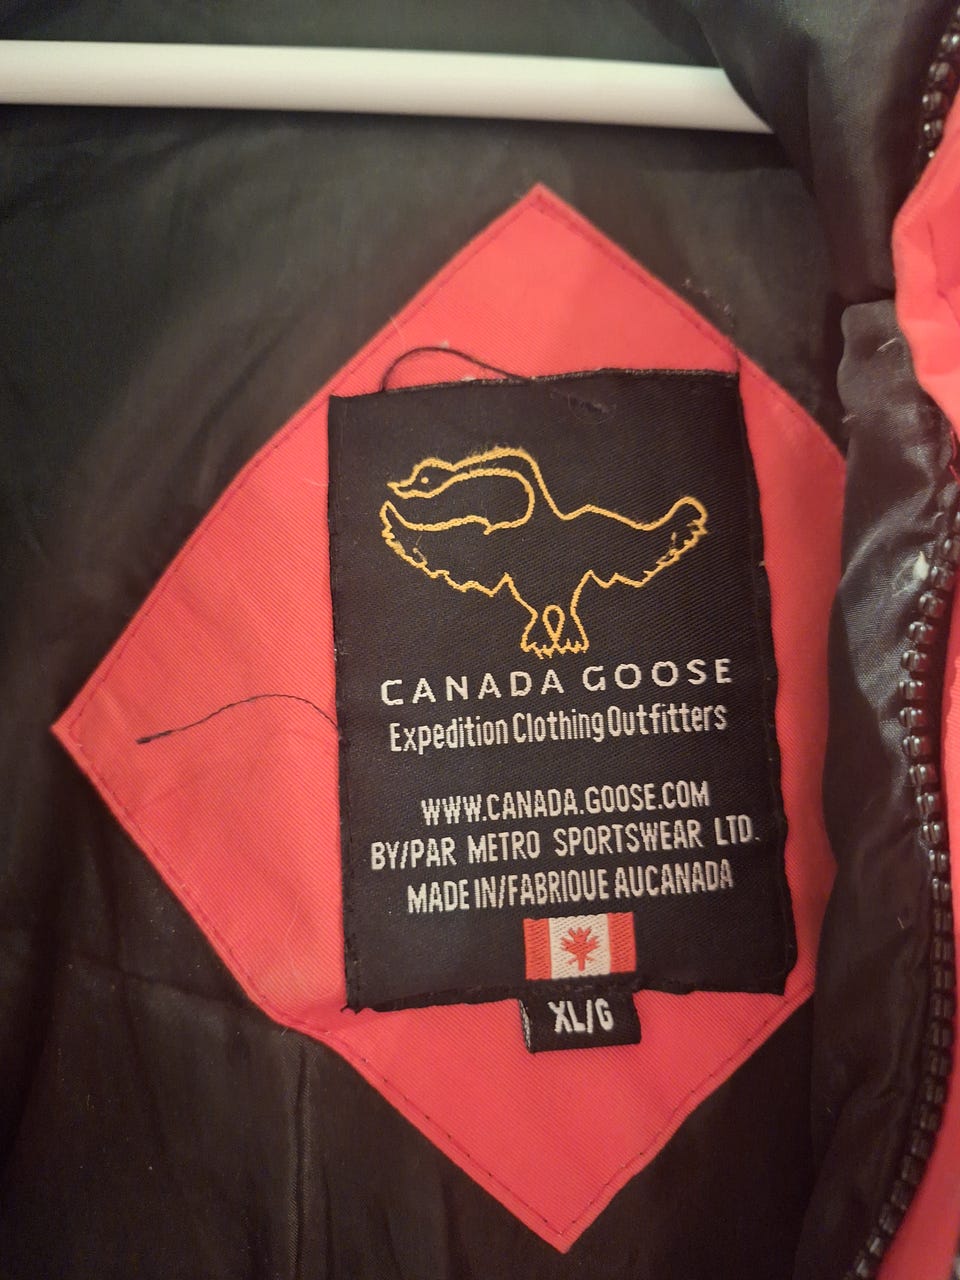 CANADA GOOSE
Expedition Clothing Outfitters
WWW.CANADA.GOOSE.COM
BY/PAR METRO SPORTSWEAR LTD.
MADE IN/FABRIQUE AUCANADA
XL/G